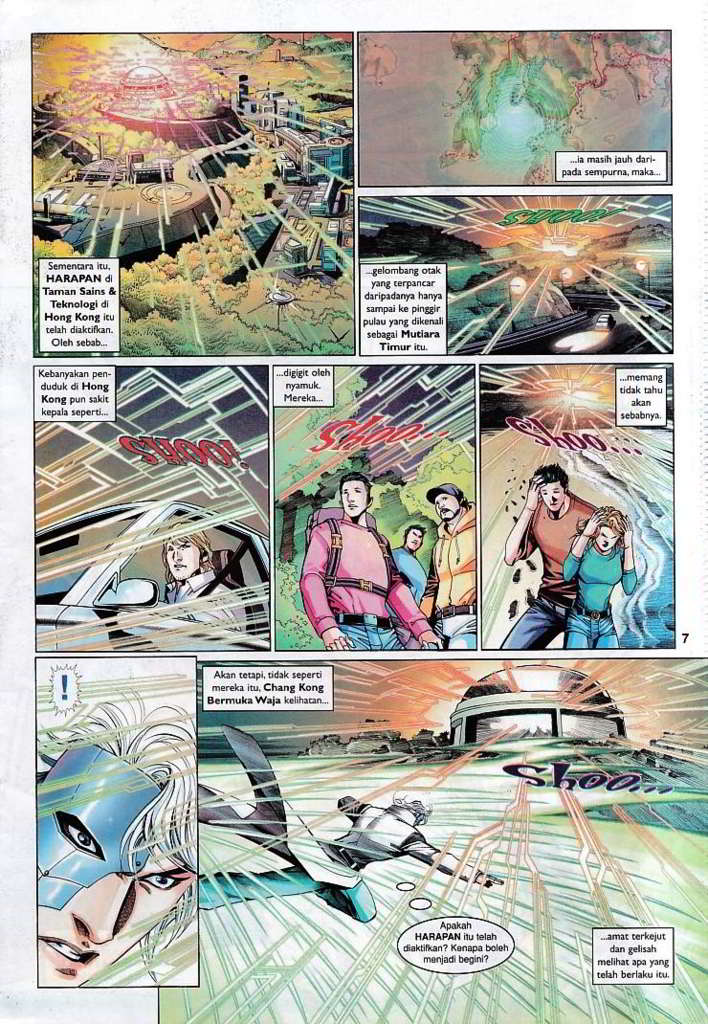 Sementara itu,
HARAPAN di
Taman Sains &
Teknologi di
Hong Kong itu
telah diaktifkan.
Oleh sebab...
...ia masih jauh dari-
pada sempurna, maka...
SHOOO!
...gelombang otak
yang terpancar
daripadanya hanya
sampai ke pinggir
pulau yang dikenali
sebagai Mutiara
Timur itu.
Kebanyakan pen-
duduk di Hong
Kong pun sakit
kepala seperti...
SHOO!
...digigit oleh
nyamuk.
Mereka...
Shoo...
...memang
tidak tahu
akan
sebabnya.
Shoo...
7
!
Akan tetapi, tidak seperti
mereka itu, Chang Kong
Bermuka Waja kelihatan...
Shoo...
Apakah
HARAPAN itu telah
diaktifkan? Kenapa boleh
menjadi begini?
...amat terkejut
dan gelisah
melihat apa yang
telah berlaku itu.